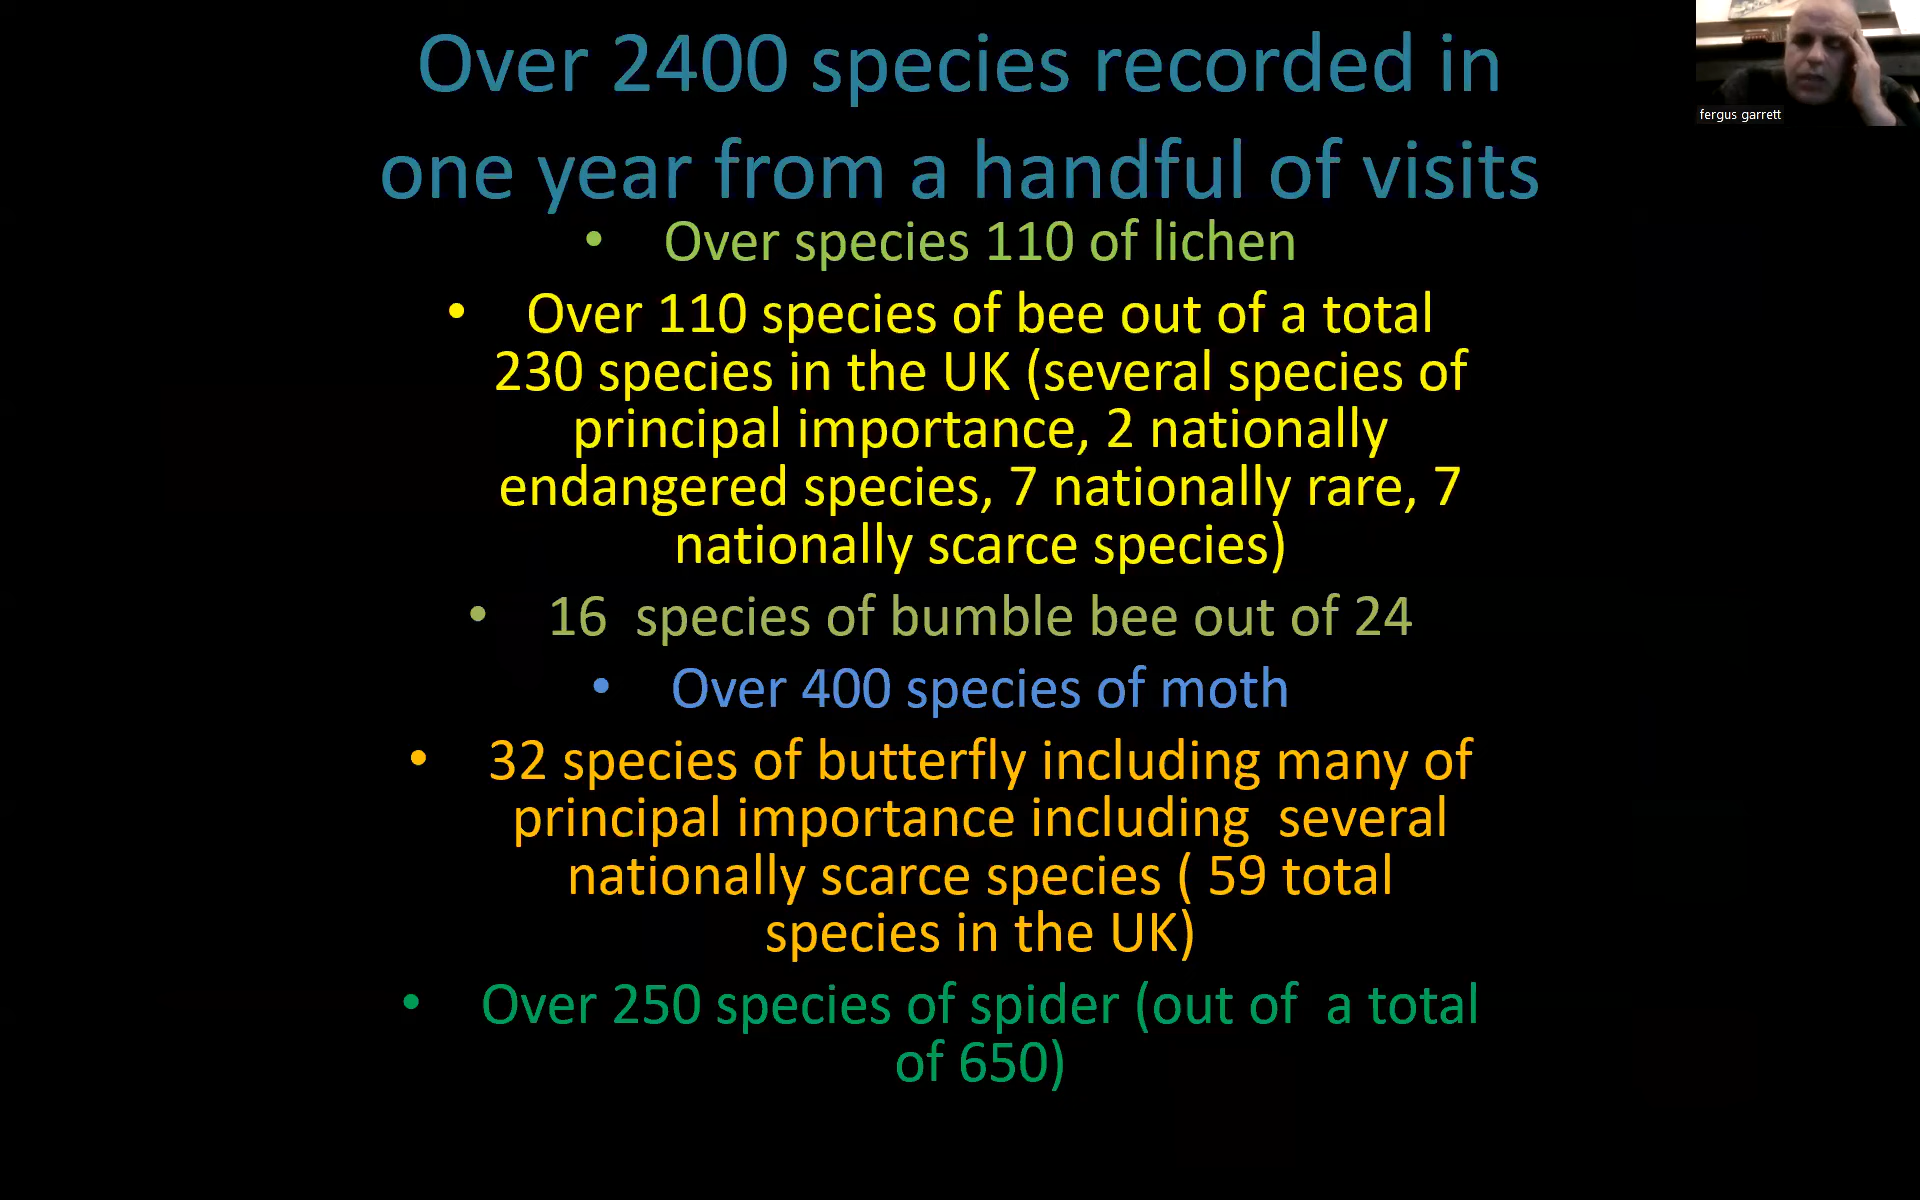 Over 2400 species recorded in
one year from a handful of visits
fergus garrett
• Over species 110 of lichen
• Over 110 species of bee out of a total
230 species in the UK (several species of
principal importance, 2 nationally
endangered species, 7 nationally rare, 7
nationally scarce species)
• 16  species of bumble bee out of 24
• Over 400 species of moth
• 32 species of butterfly including many of
principal importance including  several
nationally scarce species ( 59 total
species in the UK)
• Over 250 species of spider (out of  a total
of 650)